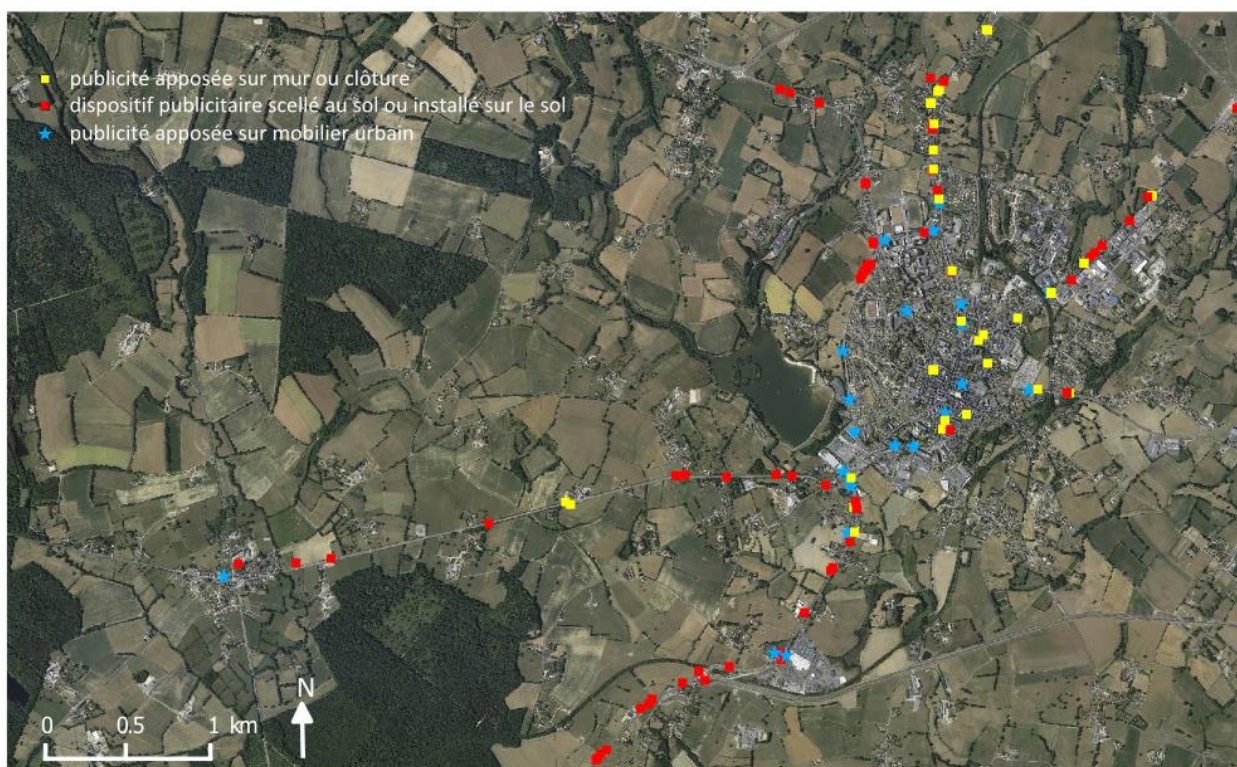 publicité apposée sur mur ou clôture
dispositif publicitaire scellé au sol ou installé sur le sol
publicité apposée sur mobilier urbain
N
0 0.5 1 km